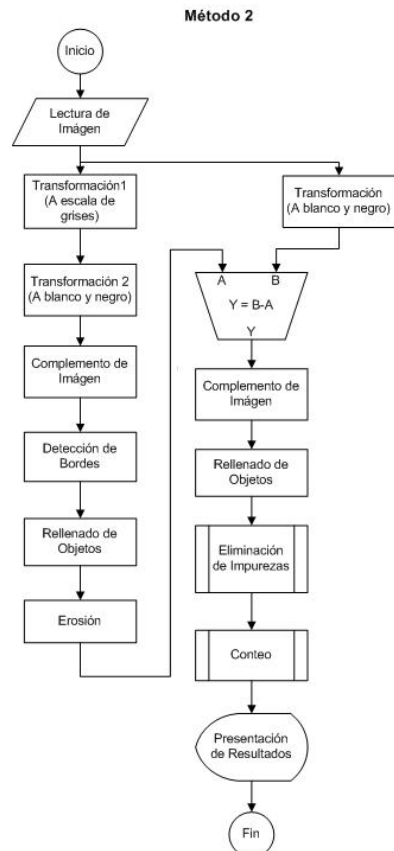 Método 2
Inicio
Lectura de
Imágen
Transformación1
(A escala de
grises)
Transformación 2
(A blanco y negro)
Complemento de
Imágen
Detección de
Bordes
Rellenado de
Objetos
Erosión
Transformación
(A blanco y negro)
A B
Y = B-A
Y
Complemento de
Imágen
Rellenado de
Objetos
Eliminación
de Impurezas
Conteo
Presentación
de Resultados
Fin